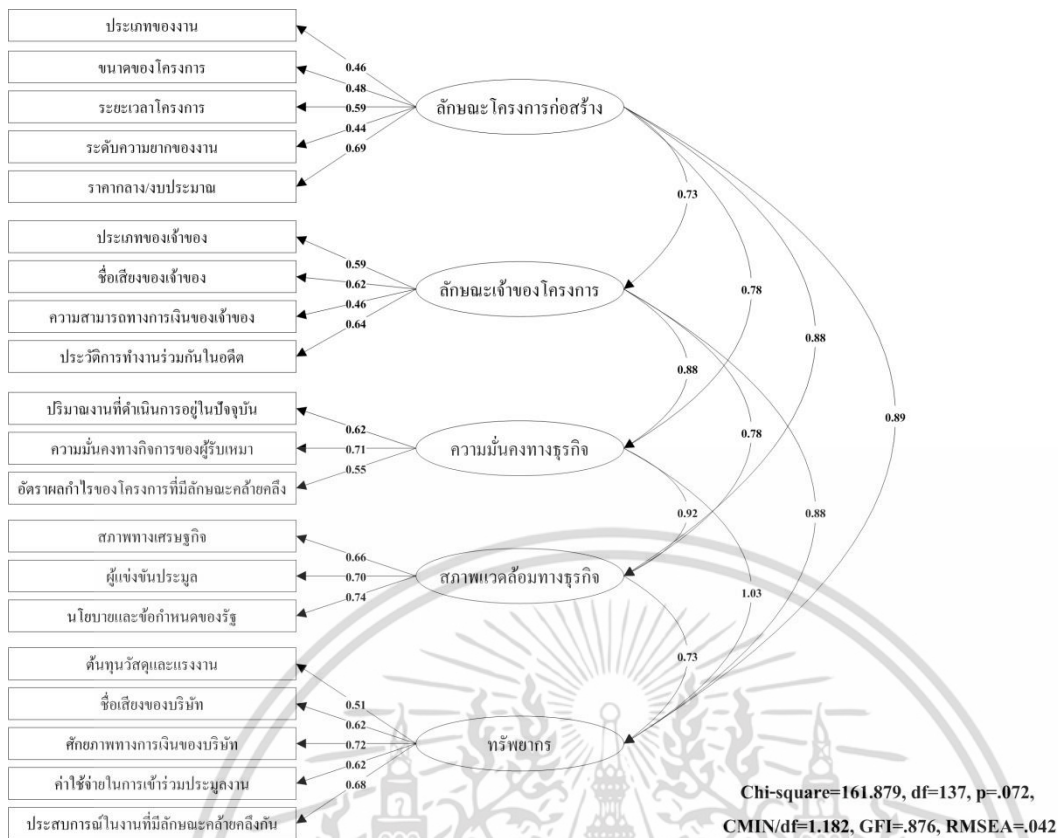 ประเภทของงาน
ขนาดของโครงการ
ระยะเวลาโครงการ
ระดับความยากของงาน
ราคากลาง/งบประมาณ
0.46
0.48
0.59
0.44
0.69
ลักษณะโครงการก่อสร้าง
ประเภทของเจ้าของ
ชื่อเสียงของเจ้าของ
ความสามารถทางการเงินของเจ้าของ
ประวัติการทำงานร่วมกันในอดีต
0.59
0.62
0.46
0.64
ลักษณะเจ้าของโครงการ
ปริมาณงานที่ดำเนินการอยู่ในปัจจุบัน
ความมั่นคงทางกิจการของผู้รับเหมา
อัตราผลกำไรของโครงการที่มีลักษณะคล้ายคลึง
0.62
0.71
0.55
ความมั่นคงทางธุรกิจ
สภาพทางเศรษฐกิจ
ผู้แข่งขันประมูล
นโยบายและข้อกำหนดของรัฐ
0.66
0.70
0.74
สภาพแวดล้อมทางธุรกิจ
ต้นทุนวัสดุและแรงงาน
ชื่อเสียงของบริษัท
ศักยภาพทางการเงินของบริษัท
ค่าใช้จ่ายในการเข้าร่วมประมูลงาน
ประสบการณ์ในงานที่มีลักษณะคล้ายคลึงกัน
0.51
0.62
0.72
0.62
0.68
ทรัพยากร
0.73
0.78
0.88
0.89
0.88
0.78
0.88
0.92
1.03
0.73
Chi-square=161.879, df=137, p=.072,
CMIN/df=1.182, GFI=.876, RMSEA=.042